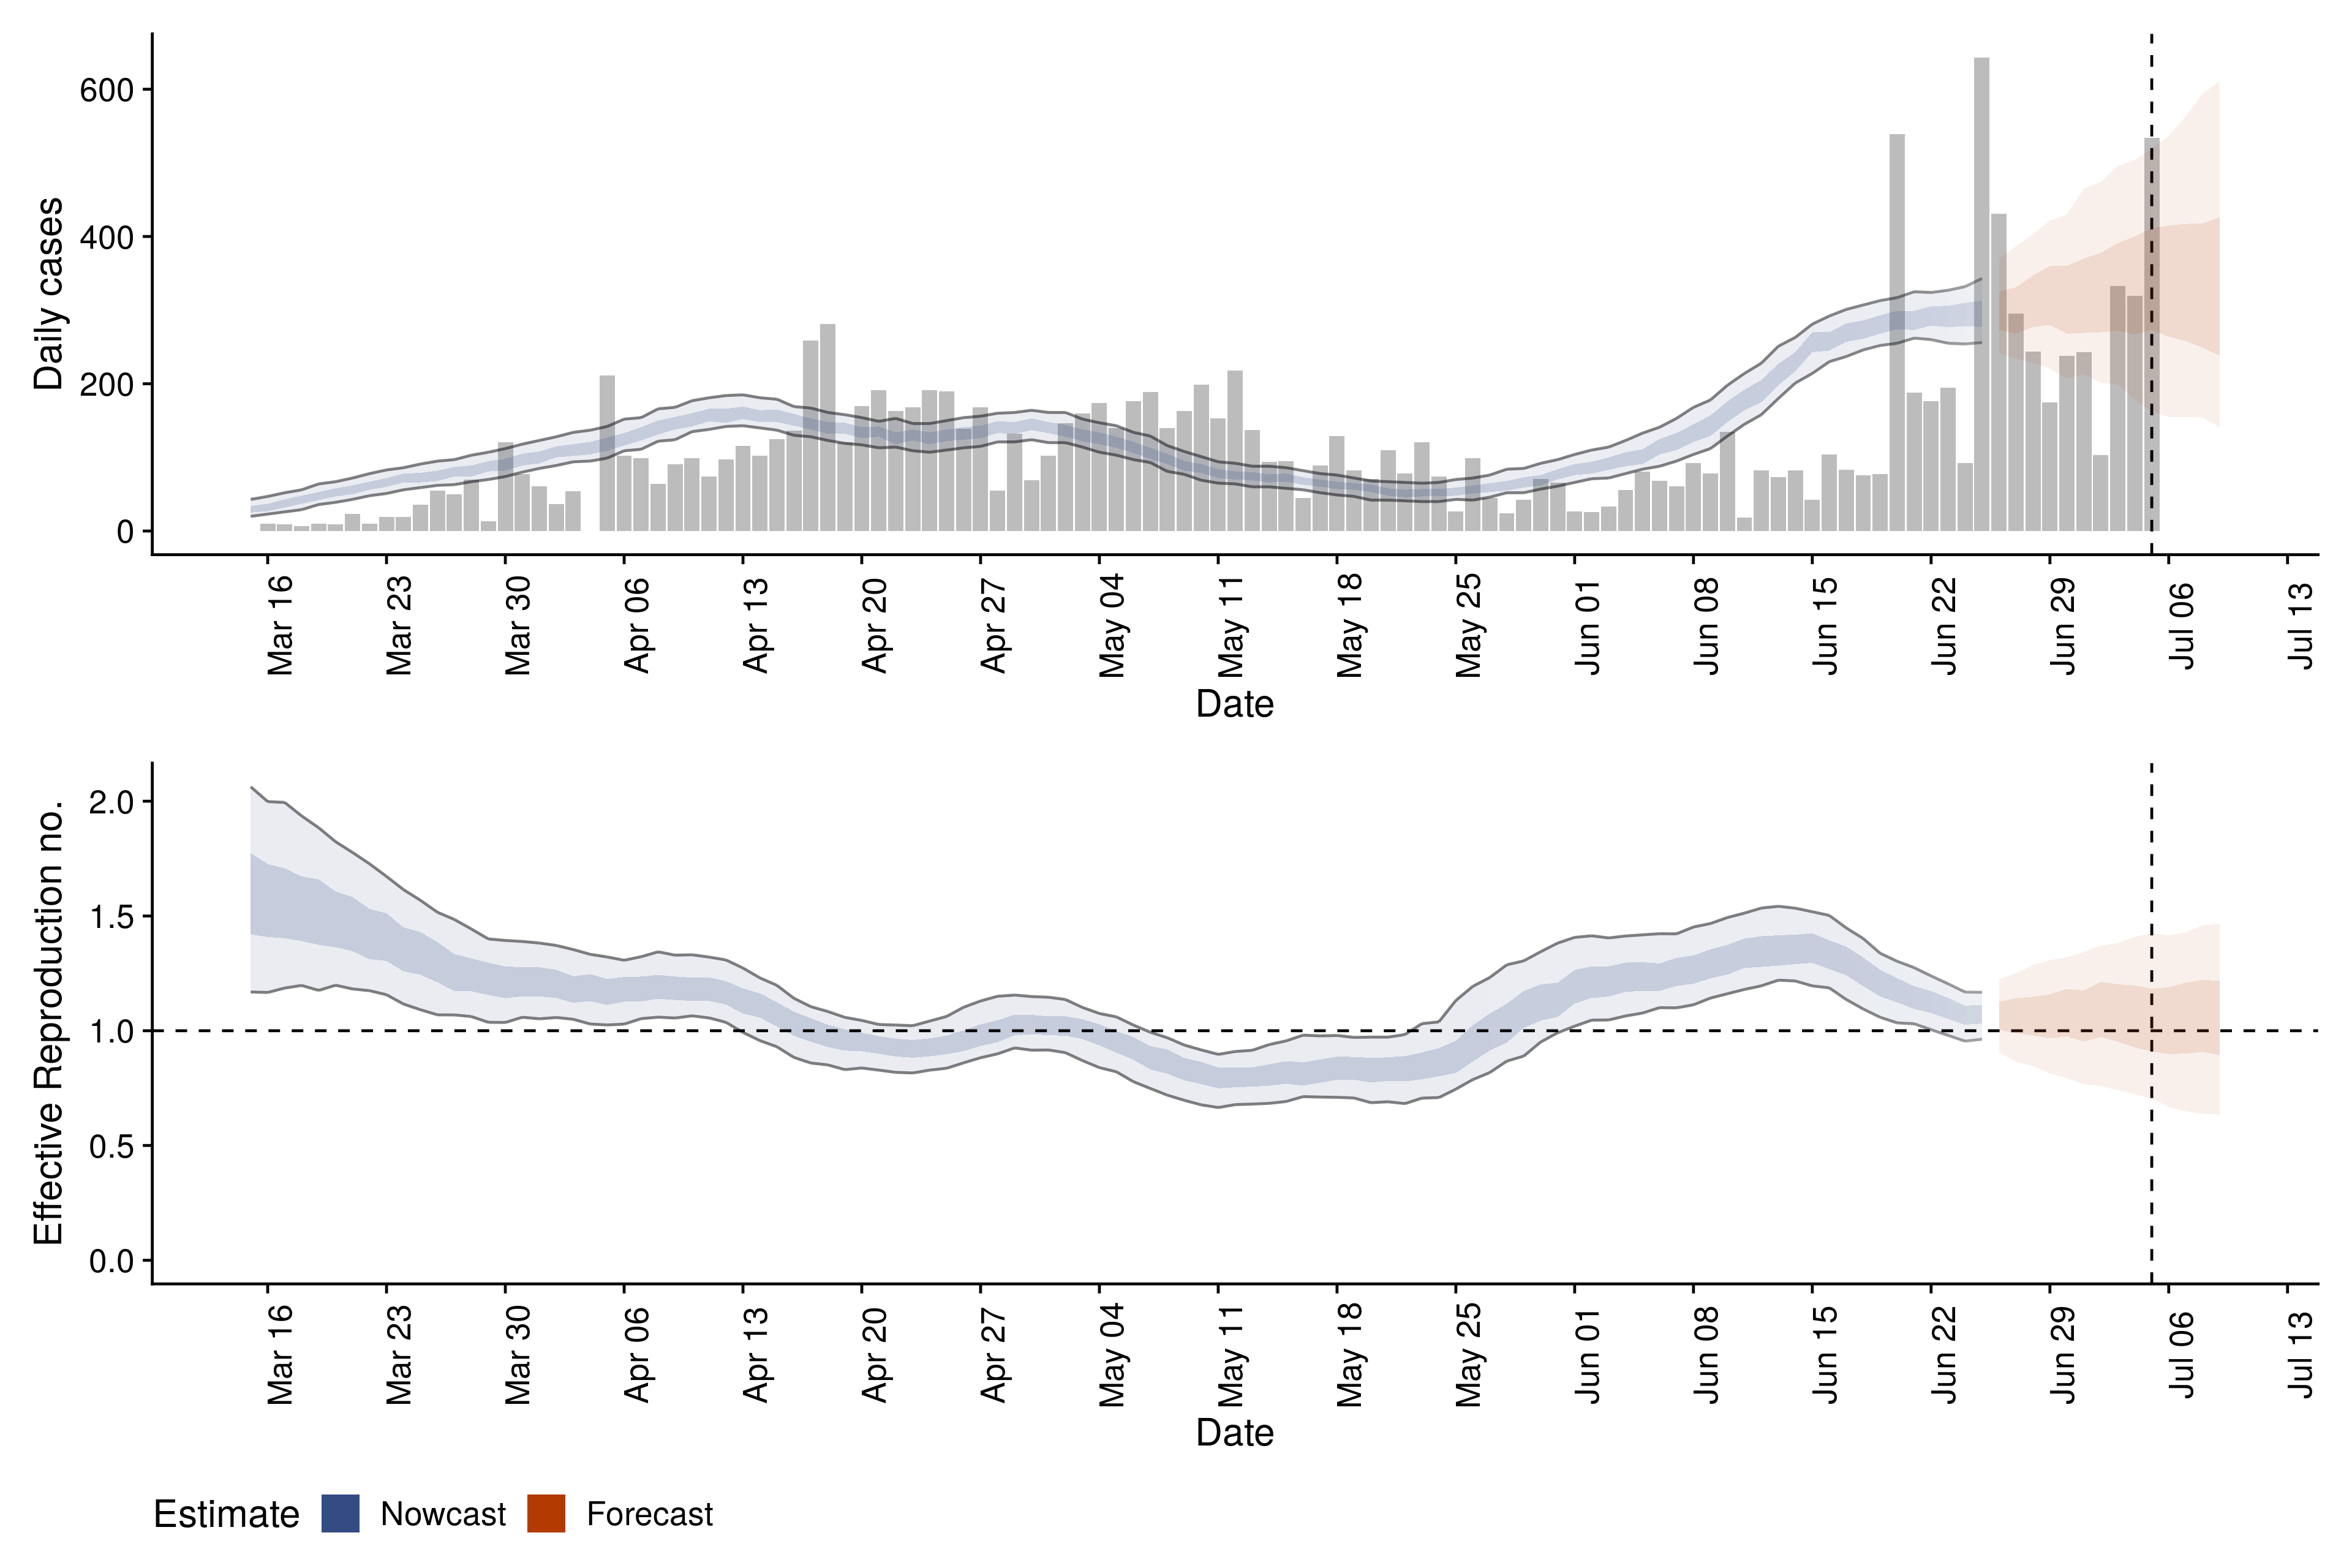 Daily cases
600
400
200
0
Mar 16
Mar 23
Mar 30
Apr 06
Apr 13
Apr 20
Apr 27
May 04
May 11
May 18
May 25
Jun 01
Jun 08
Jun 15
Jun 22
Jun 29
Jul 06
Jul 13
Date
Effective Reproduction no.
2.0
1.5
1.0
0.5
0.0
Mar 16
Mar 23
Mar 30
Apr 06
Apr 13
Apr 20
Apr 27
May 04
May 11
May 18
May 25
Jun 01
Jun 08
Jun 15
Jun 22
Jun 29
Jul 06
Jul 13
Date
Estimate Nowcast Forecast